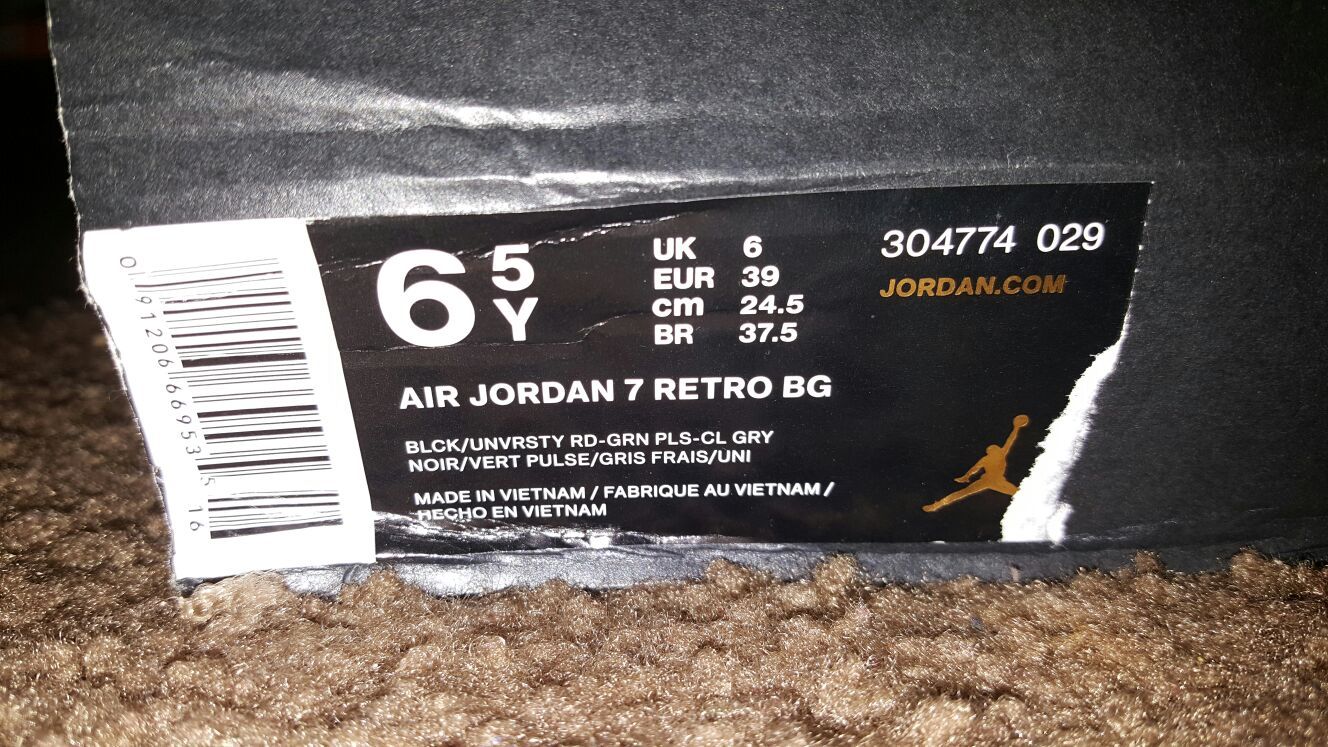 0 91206 66953 5 16
6 5 Y
UK 6
EUR 39
cm 24.5
BR 37.5
304774 029
JORDAN.COM
AIR JORDAN 7 RETRO BG
BLCK/UNVRSTY RD-GRN PLS-CL GRY
NOIR/VERT PULSE/GRIS FRAIS/UNI
MADE IN VIETNAM / FABRIQUE AU VIETNAM /
HECHO EN VIETNAM